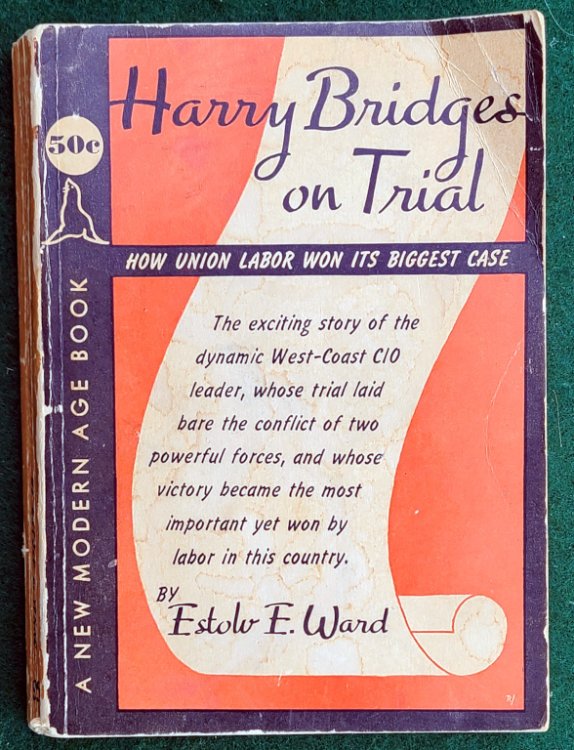 Harry Bridges
on Trial
50c
HOW UNION LABOR WON ITS BIGGEST CASE
The exciting story of the
dynamic West-Coast CIO
leader, whose trial laid
bare the conflict of two
powerful forces, and whose
victory became the most
important yet won by
labor in this country.
BY
Estolv E. Ward
A NEW MODERN AGE BOOK